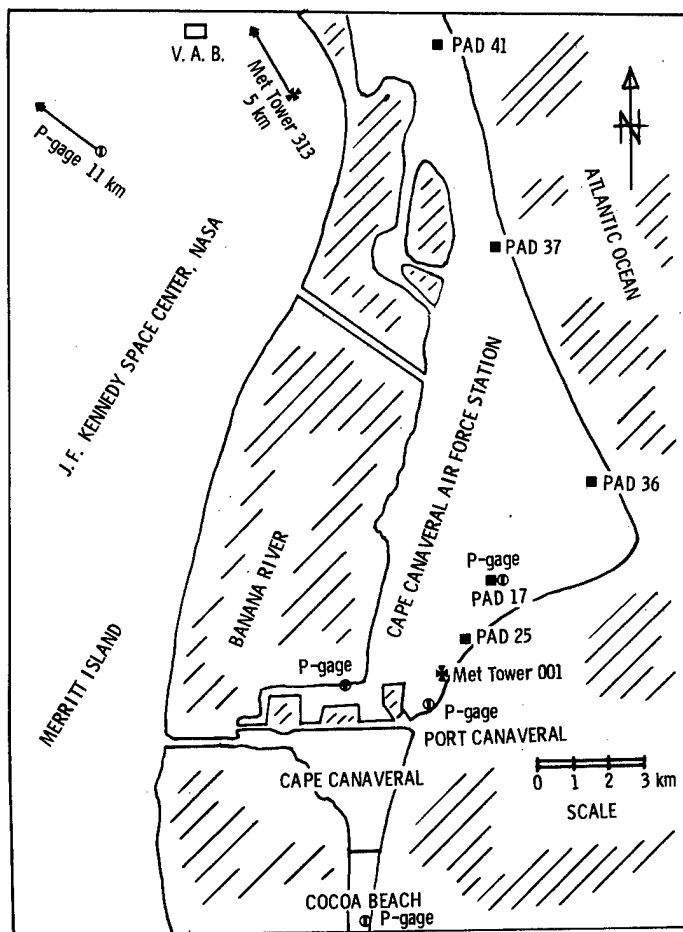 PAD 41
V. A. B.
Met Tower 313
5 km
P-gage 11 km
N
ATLANTIC OCEAN
PAD 37
J.F. KENNEDY SPACE CENTER, NASA
CAPE CANAVERAL AIR FORCE STATION
PAD 36
P-gage
PAD 17
BANANA RIVER
PAD 25
MERRITT ISLAND
P-gage
Met Tower 001
P-gage
PORT CANAVERAL
CAPE CANAVERAL
0 1 2 3 km
SCALE
COCOA BEACH
P-gage